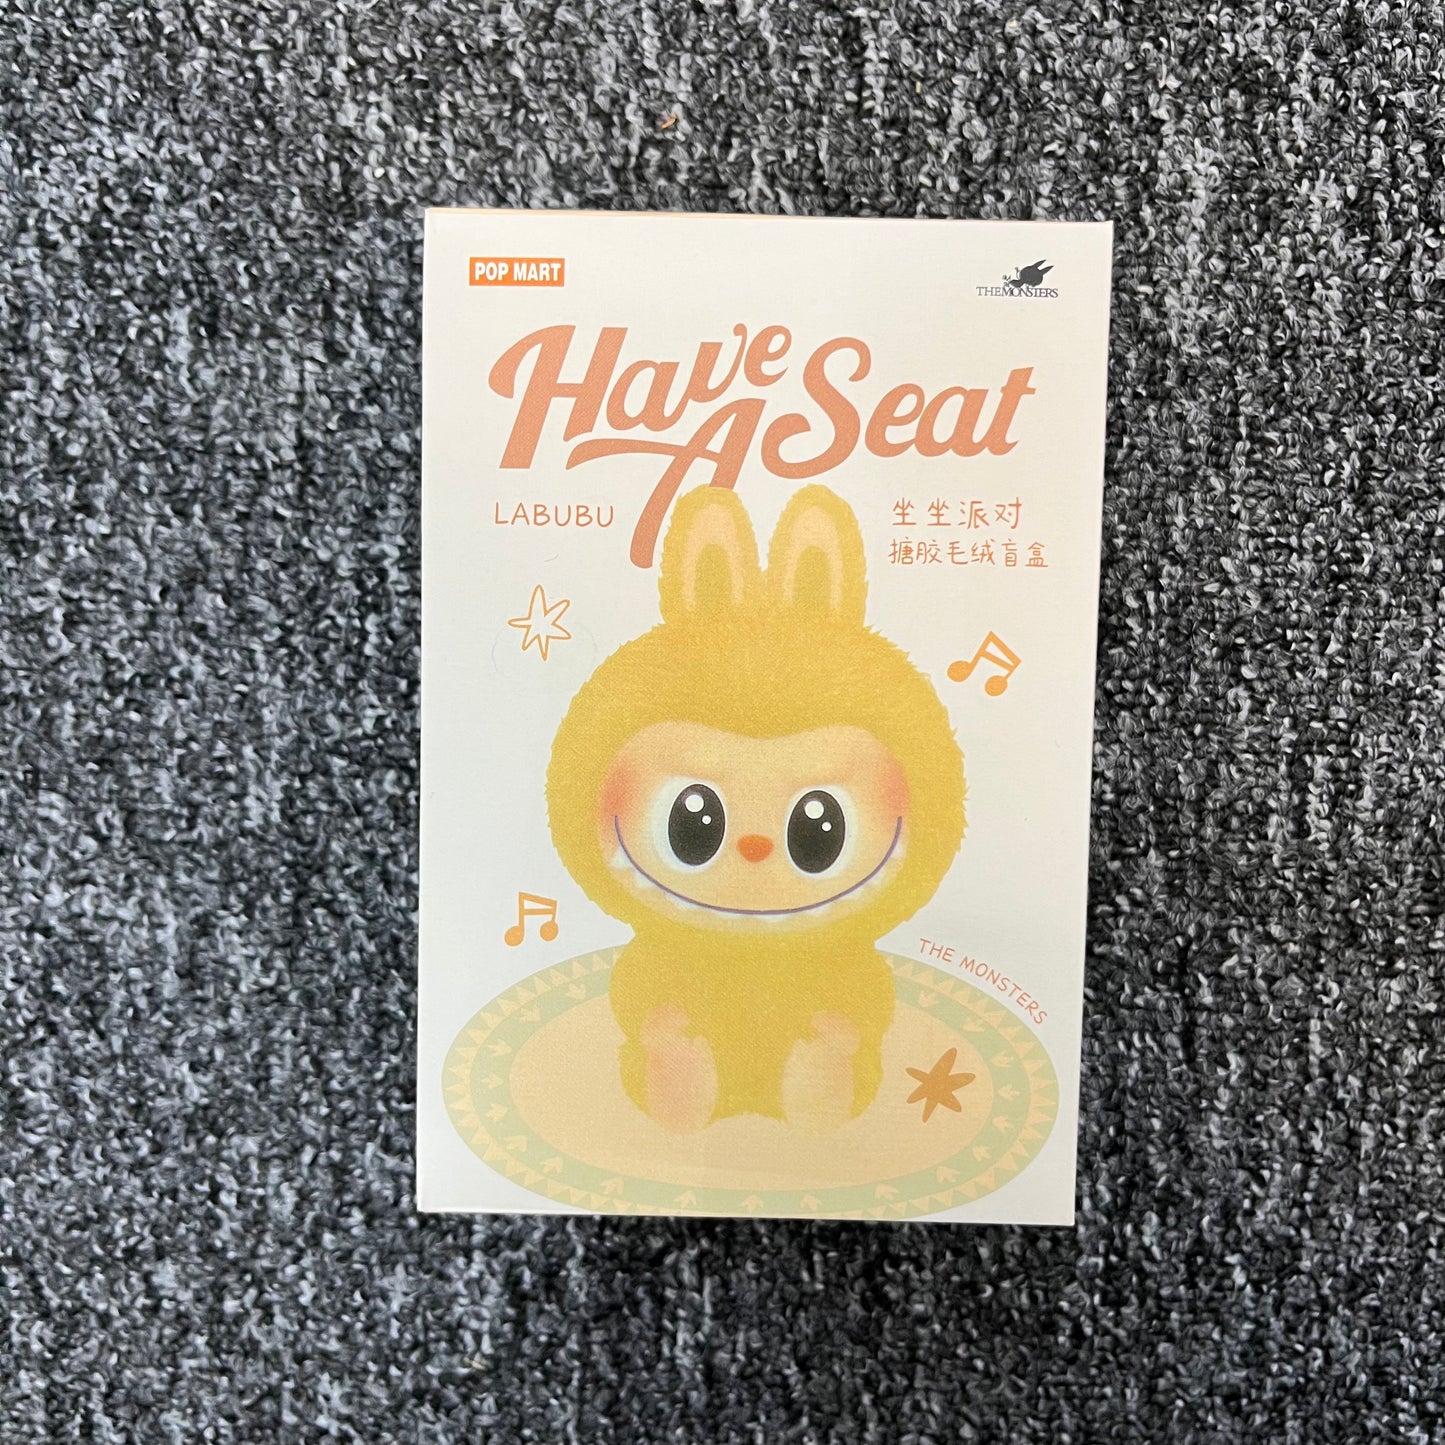 POP MART
THE MONSTERS
Have
A Seat
LABUBU
坐坐派对
搪胶毛绒盲盒
THE MONSTERS